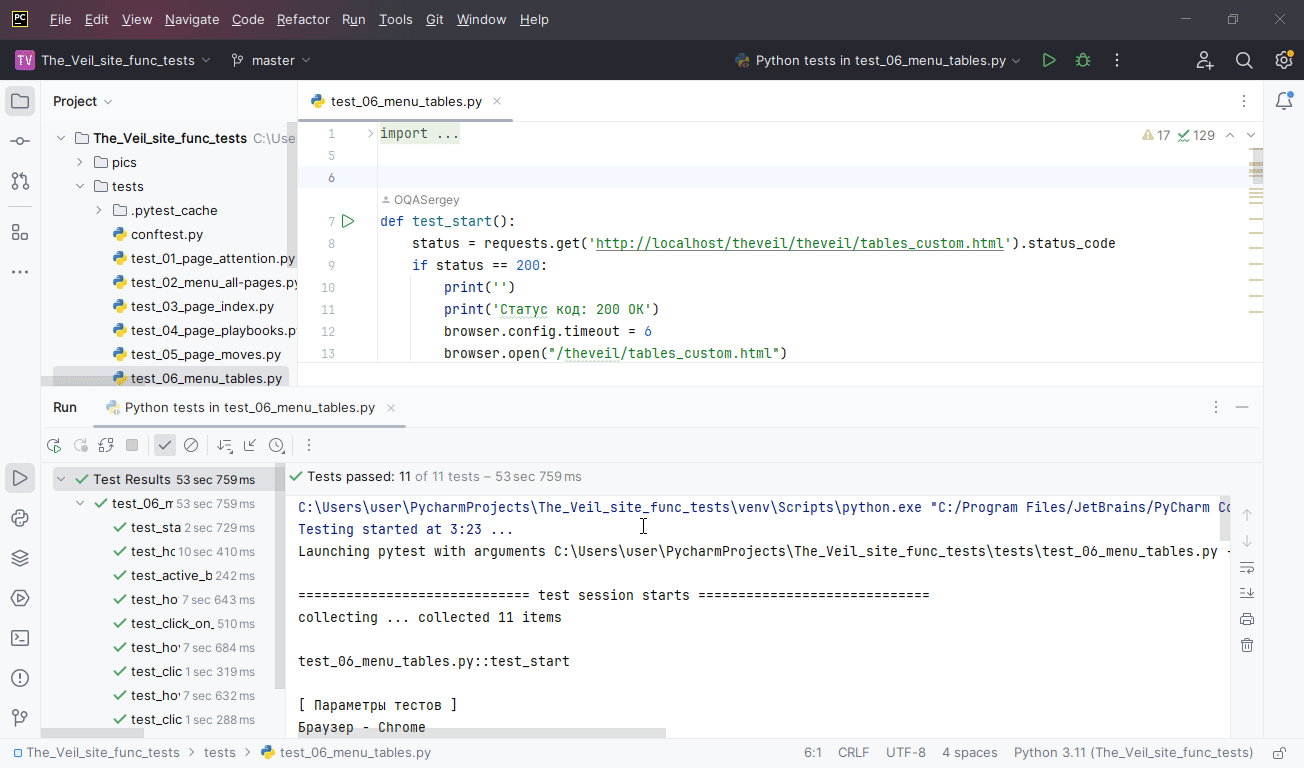 PC File Edit View Navigate Code Refactor Run Tools Git Window Help
TV The_Veil_site_func_tests master Python tests in test_06_menu_tables.py
Project
The_Veil_site_func_tests C:\Use
pics
tests
.pytest_cache
conftest.py
test_01_page_attention.py
test_02_menu_all-pages.py
test_03_page_index.py
test_04_page_playbooks.p
test_05_page_moves.py
test_06_menu_tables.py
test_06_menu_tables.py
17 129
1 import ...
5
6
OQASergey
7 def test_start():
8 status = requests.get('http://localhost/theveil/theveil/tables_custom.html').status_code
9 if status == 200:
10 print('')
11 print('Статус код: 200 OK')
12 browser.config.timeout = 6
13 browser.open("/theveil/tables_custom.html")
Run Python tests in test_06_menu_tables.py
Test Results 53 sec 759 ms
test_06_m 53 sec 759 ms
test_sta 2 sec 729 ms
test_hc 10 sec 410 ms
test_active_b 242 ms
test_ho 7 sec 643 ms
test_click_on_ 510 ms
test_ho 7 sec 684 ms
test_clic 1 sec 319 ms
test_ho 7 sec 632 ms
test_clic 1 sec 288 ms
Tests passed: 11 of 11 tests – 53 sec 759 ms
C:\Users\user\PycharmProjects\The_Veil_site_func_tests\venv\Scripts\python.exe "C:/Program Files/JetBrains/PyCharm Co
Testing started at 3:23 ...
Launching pytest with arguments C:\Users\user\PycharmProjects\The_Veil_site_func_tests\tests\test_06_menu_tables.py -
============================= test session starts =============================
collecting ... collected 11 items
test_06_menu_tables.py::test_start
[ Параметры тестов ]
Браузер - Chrome
The_Veil_site_func_tests > tests > test_06_menu_tables.py 6:1 CRLF UTF-8 4 spaces Python 3.11 (The_Veil_site_func_tests)